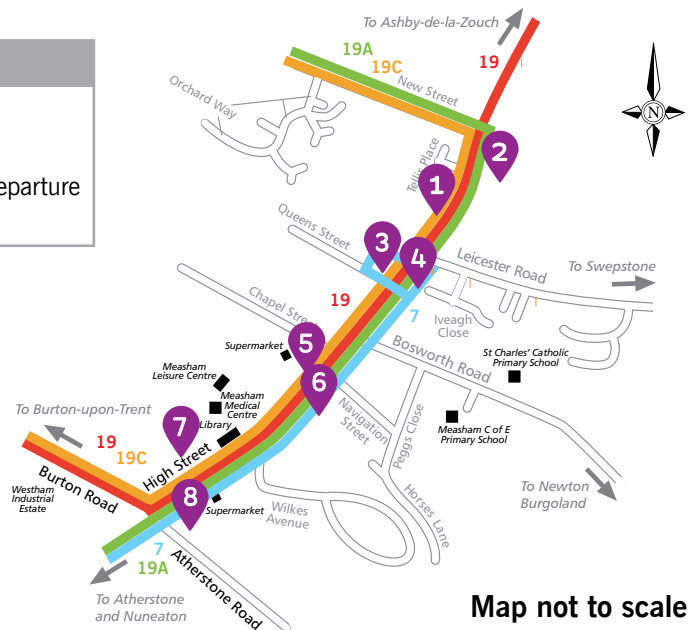 To Ashby-de-la-Zouch
19A
19C
19
New Street
Orchard Way
N
eparture
2
Tellis Place
1
Queens Street
3
4
Leicester Road
To Swepstone
Chapel Stree
19
7
Iveagh
Close
5
Supermarket
Bosworth Road
St Charles' Catholic
Primary School
Measham
Leisure Centre
6
Measham
Medical
Centre
Library
To Burton-upon-Trent
7
Navigation
Street
Peggs Close
Measham C of E
Primary School
19
19C
High Street
Burton Road
Westham
Industrial
Estate
8
Supermarket
Wilkes
Avenue
Horses Lane
To Newton
Burgoland
7
19A
Atherstone Road
To Atherstone
and Nuneaton
Map not to scale